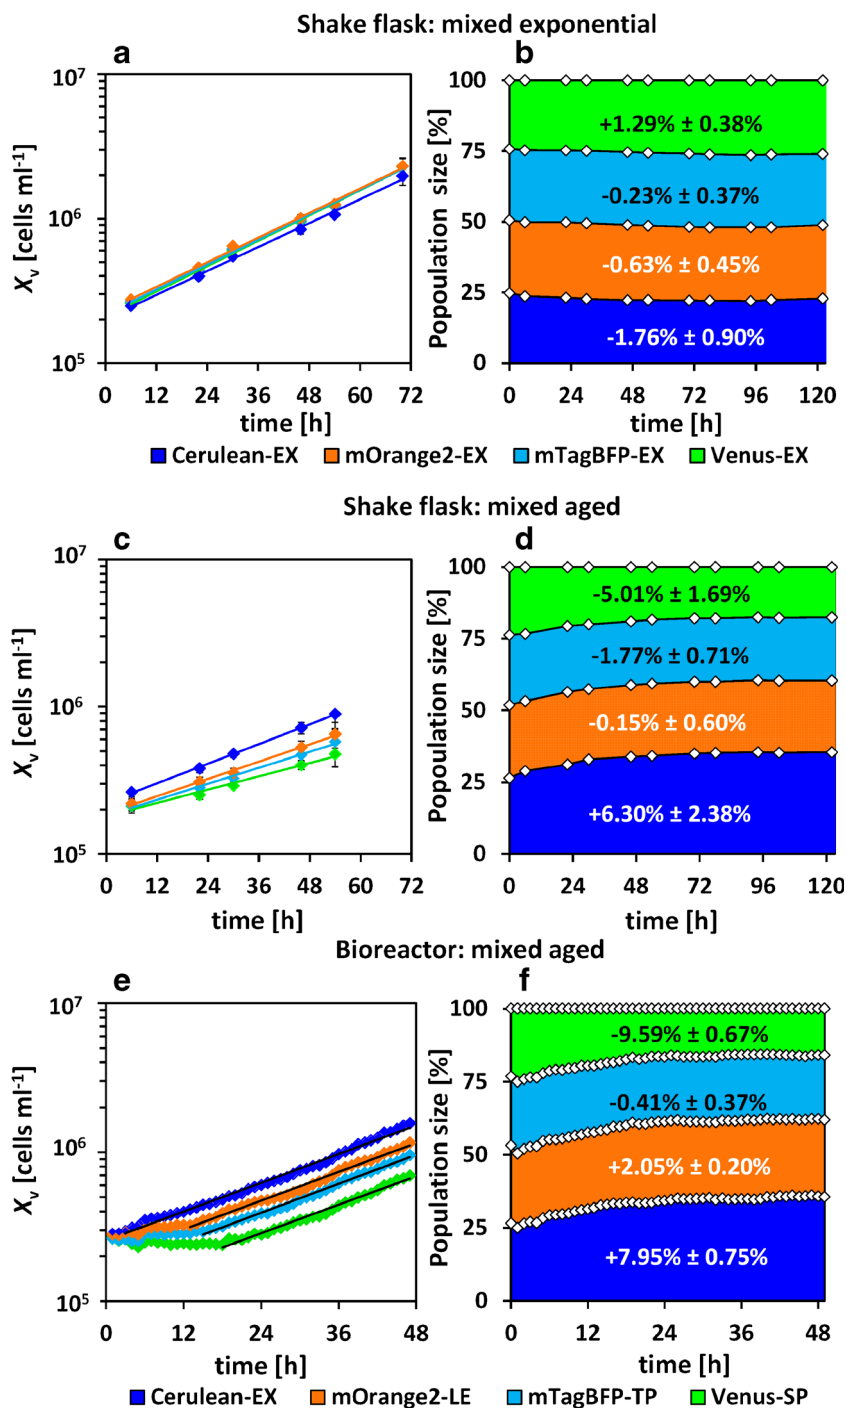 Shake flask: mixed exponential
a
b
10⁷
10⁶
10⁵
Xᵥ [cells ml⁻¹]
0 12 24 36 48 60 72
time [h]
Popoulation size [%]
100
75
50
25
0
+1.29% ± 0.38%
-0.23% ± 0.37%
-0.63% ± 0.45%
-1.76% ± 0.90%
0 24 48 72 96 120
time [h]
Cerulean-EX mOrange2-EX mTagBFP-EX Venus-EX
Shake flask: mixed aged
c
d
10⁷
10⁶
10⁵
Xᵥ [cells ml⁻¹]
0 12 24 36 48 60 72
time [h]
Popoulation size [%]
100
75
50
25
0
-5.01% ± 1.69%
-1.77% ± 0.71%
-0.15% ± 0.60%
+6.30% ± 2.38%
0 24 48 72 96 120
time [h]
Bioreactor: mixed aged
e
f
10⁷
10⁶
10⁵
Xᵥ [cells ml⁻¹]
0 12 24 36 48
time [h]
Population size [%]
100
75
50
25
0
-9.59% ± 0.67%
-0.41% ± 0.37%
+2.05% ± 0.20%
+7.95% ± 0.75%
0 12 24 36 48
time [h]
Cerulean-EX mOrange2-LE mTagBFP-TP Venus-SP